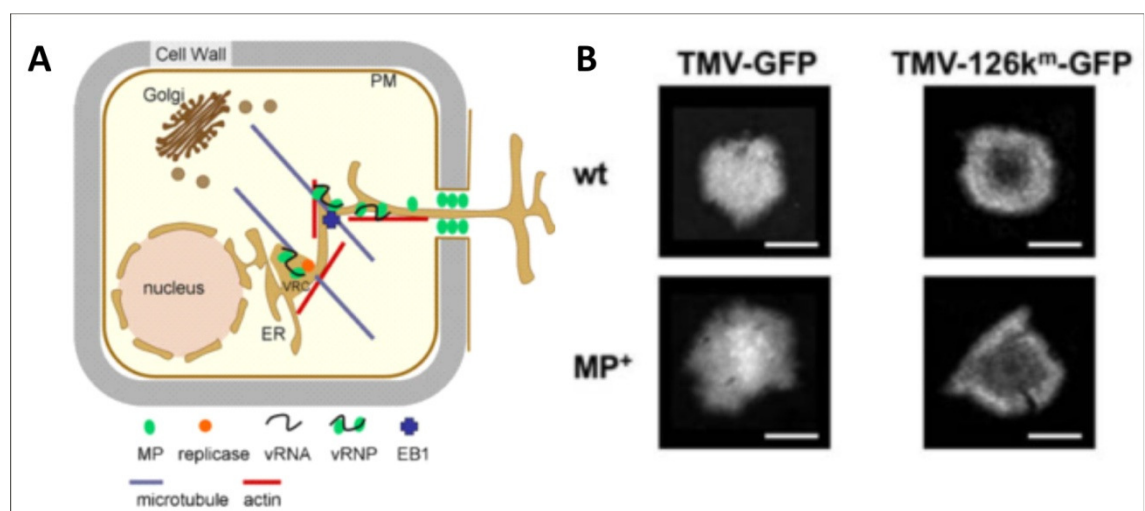 A
Cell Wall
PM
Golgi
nucleus
VRC
ER
MP replicase vRNA vRNP EB1
microtubule actin
B
TMV-GFP TMV-126kᵐ-GFP
wt
MP⁺